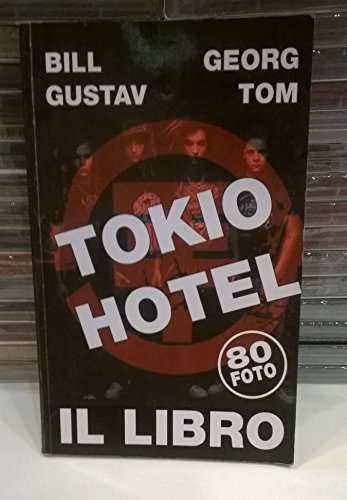 BILL GEORG
GUSTAV TOM
TOKIO
HOTEL
80
FOTO
IL LIBRO